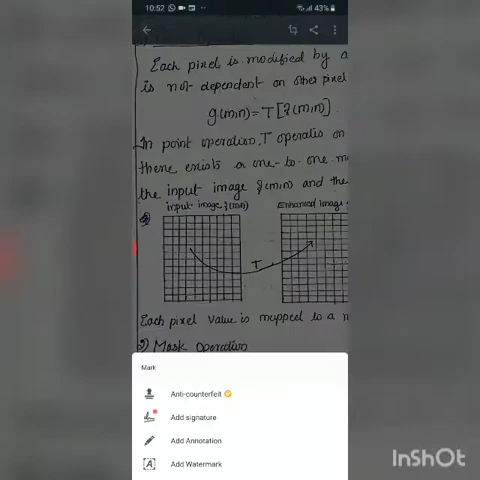 10:52
43%
Each pixel is modified by a
is not dependent on other pixel
g(m,n)=T[f(m,n)].
In point operation, T operates on
there exists a one-to-one m
the input image f(m,n) and the
input image f(m,n)
Enhanced image
T
Each pixel value is mapped to a n
2) Mask operation
Mark
Anti-counterfeit
Add signature
Add Annotation
A
Add Watermark
InShOt